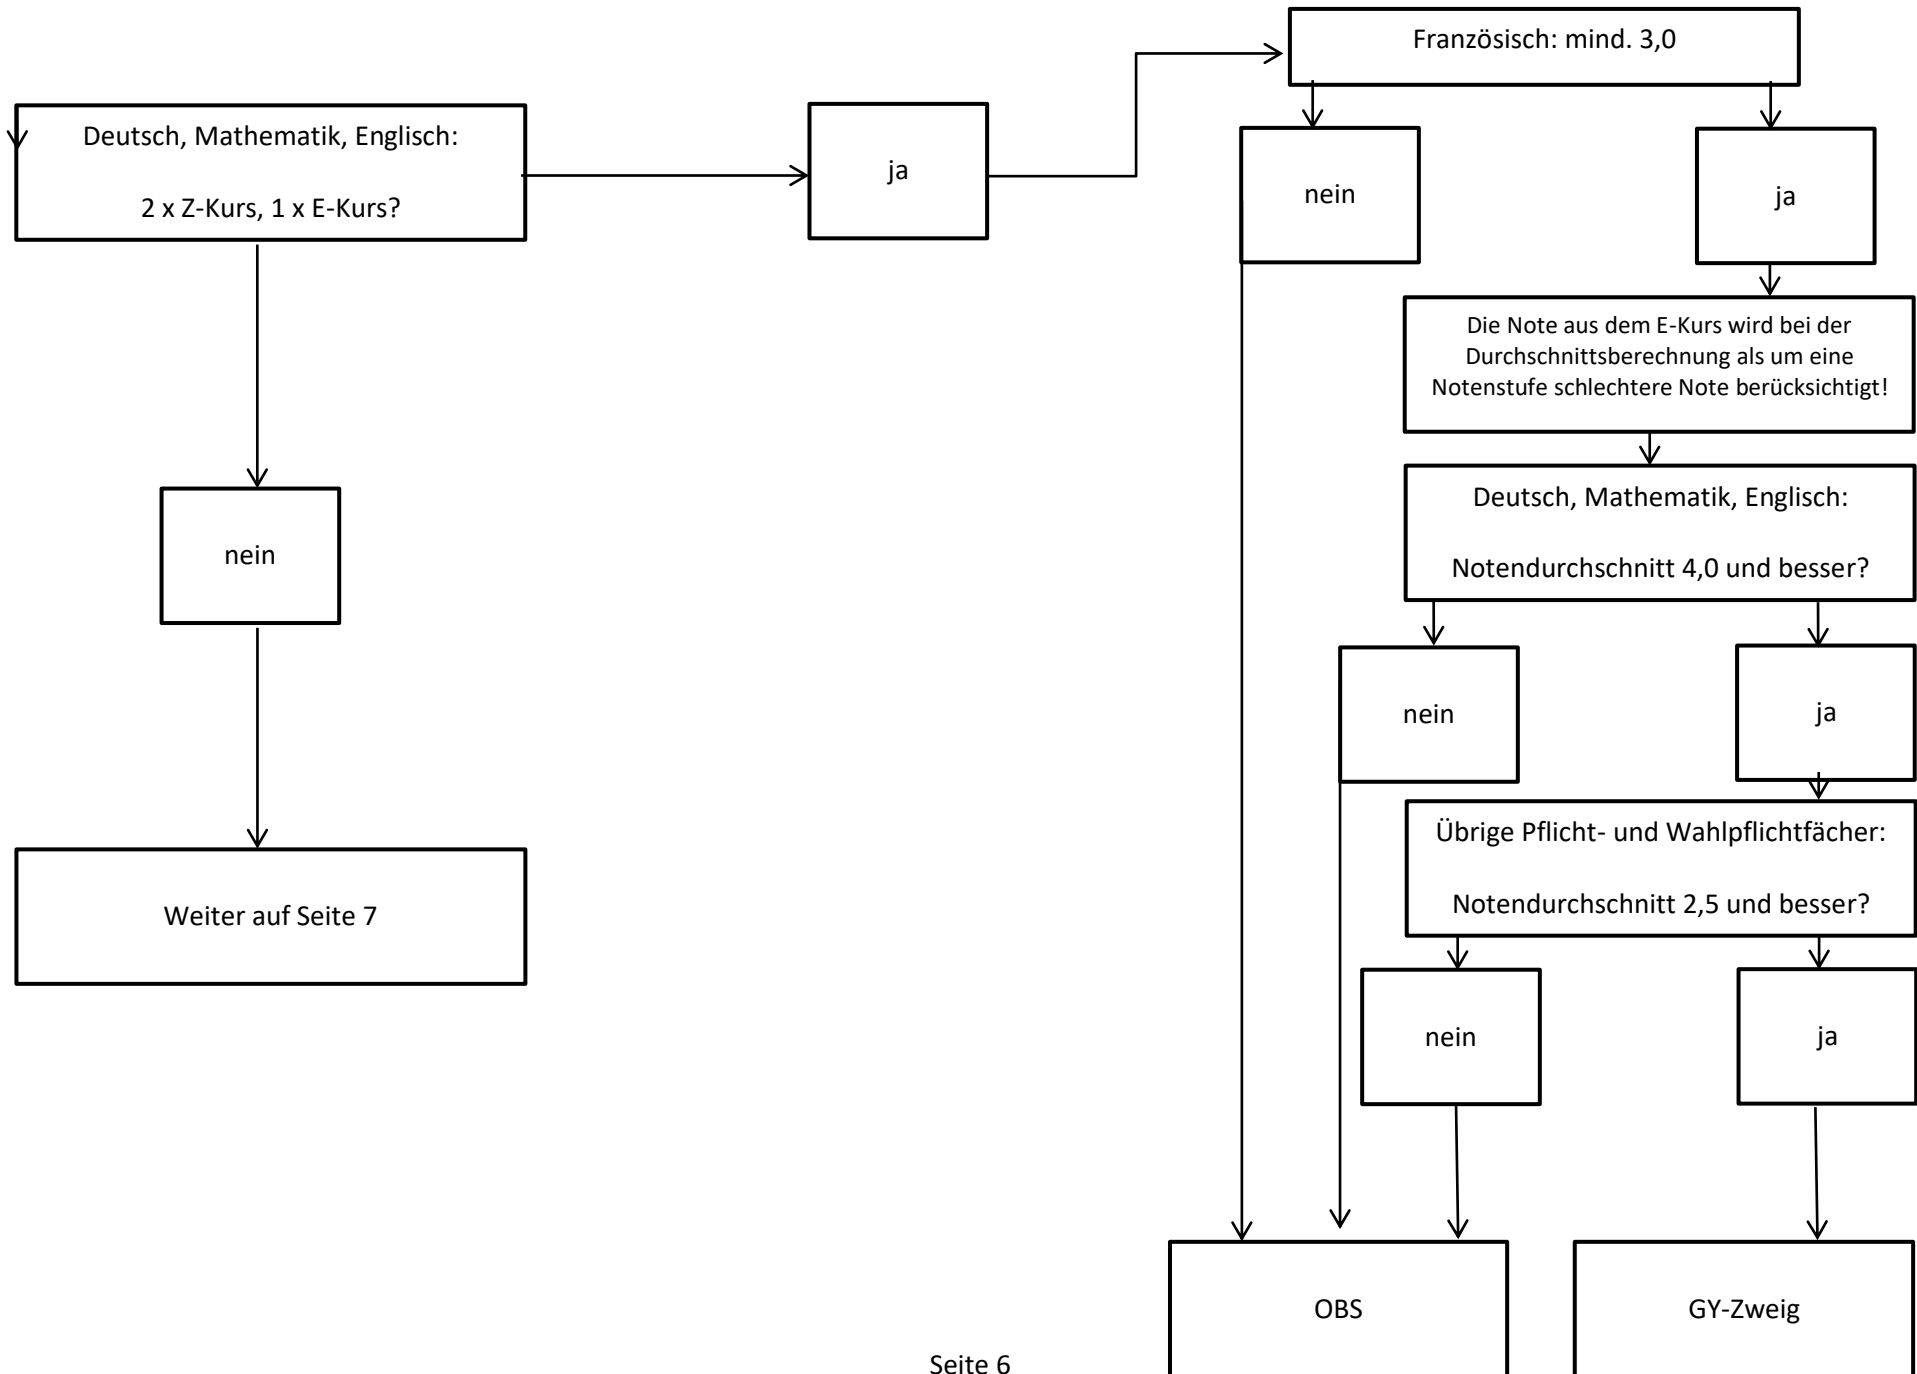 Französisch: mind. 3,0
Deutsch, Mathematik, Englisch:
2 x Z-Kurs, 1 x E-Kurs?
ja
nein
ja
Die Note aus dem E-Kurs wird bei der
Durchschnittsberechnung als um eine
Notenstufe schlechtere Note berücksichtigt!
Deutsch, Mathematik, Englisch:
Notendurchschnitt 4,0 und besser?
nein
nein
ja
Übrige Pflicht- und Wahlpflichtfächer:
Notendurchschnitt 2,5 und besser?
Weiter auf Seite 7
nein
ja
OBS
GY-Zweig
Seite 6